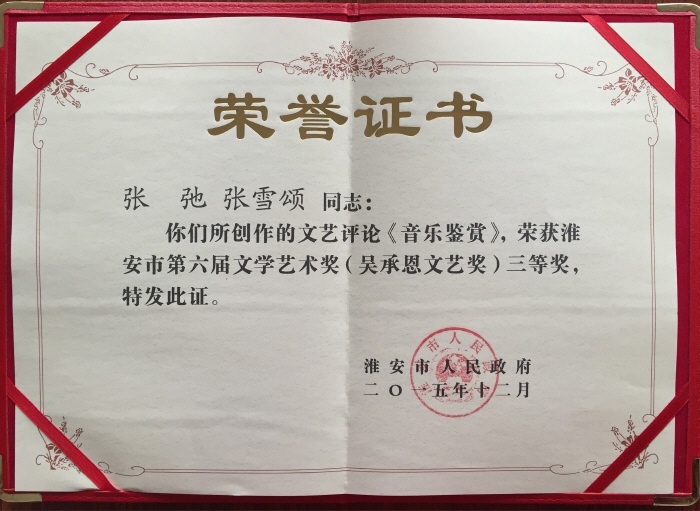 荣誉证书
张 弛 张雪颂 同志：
你们所创作的文艺评论《音乐鉴赏》，荣获淮
安市第六届文学艺术奖（吴承恩文艺奖）三等奖，
特发此证。
淮安市人民政府
二〇一五年十二月